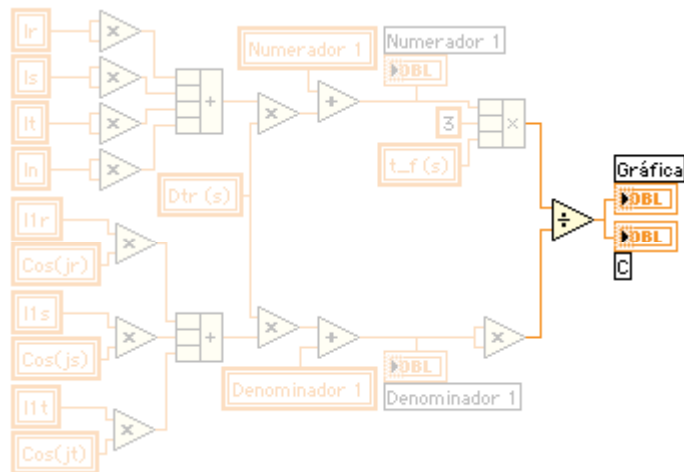 Ir
Is
It
In
I1r
Cos(jr)
I1s
Cos(js)
I1t
Cos(jt)
Dtr (s)
Numerador 1
Numerador 1
DBL
3
t_f (s)
Denominador 1
DBL
Denominador 1
Gráfica
DBL
DBL
C